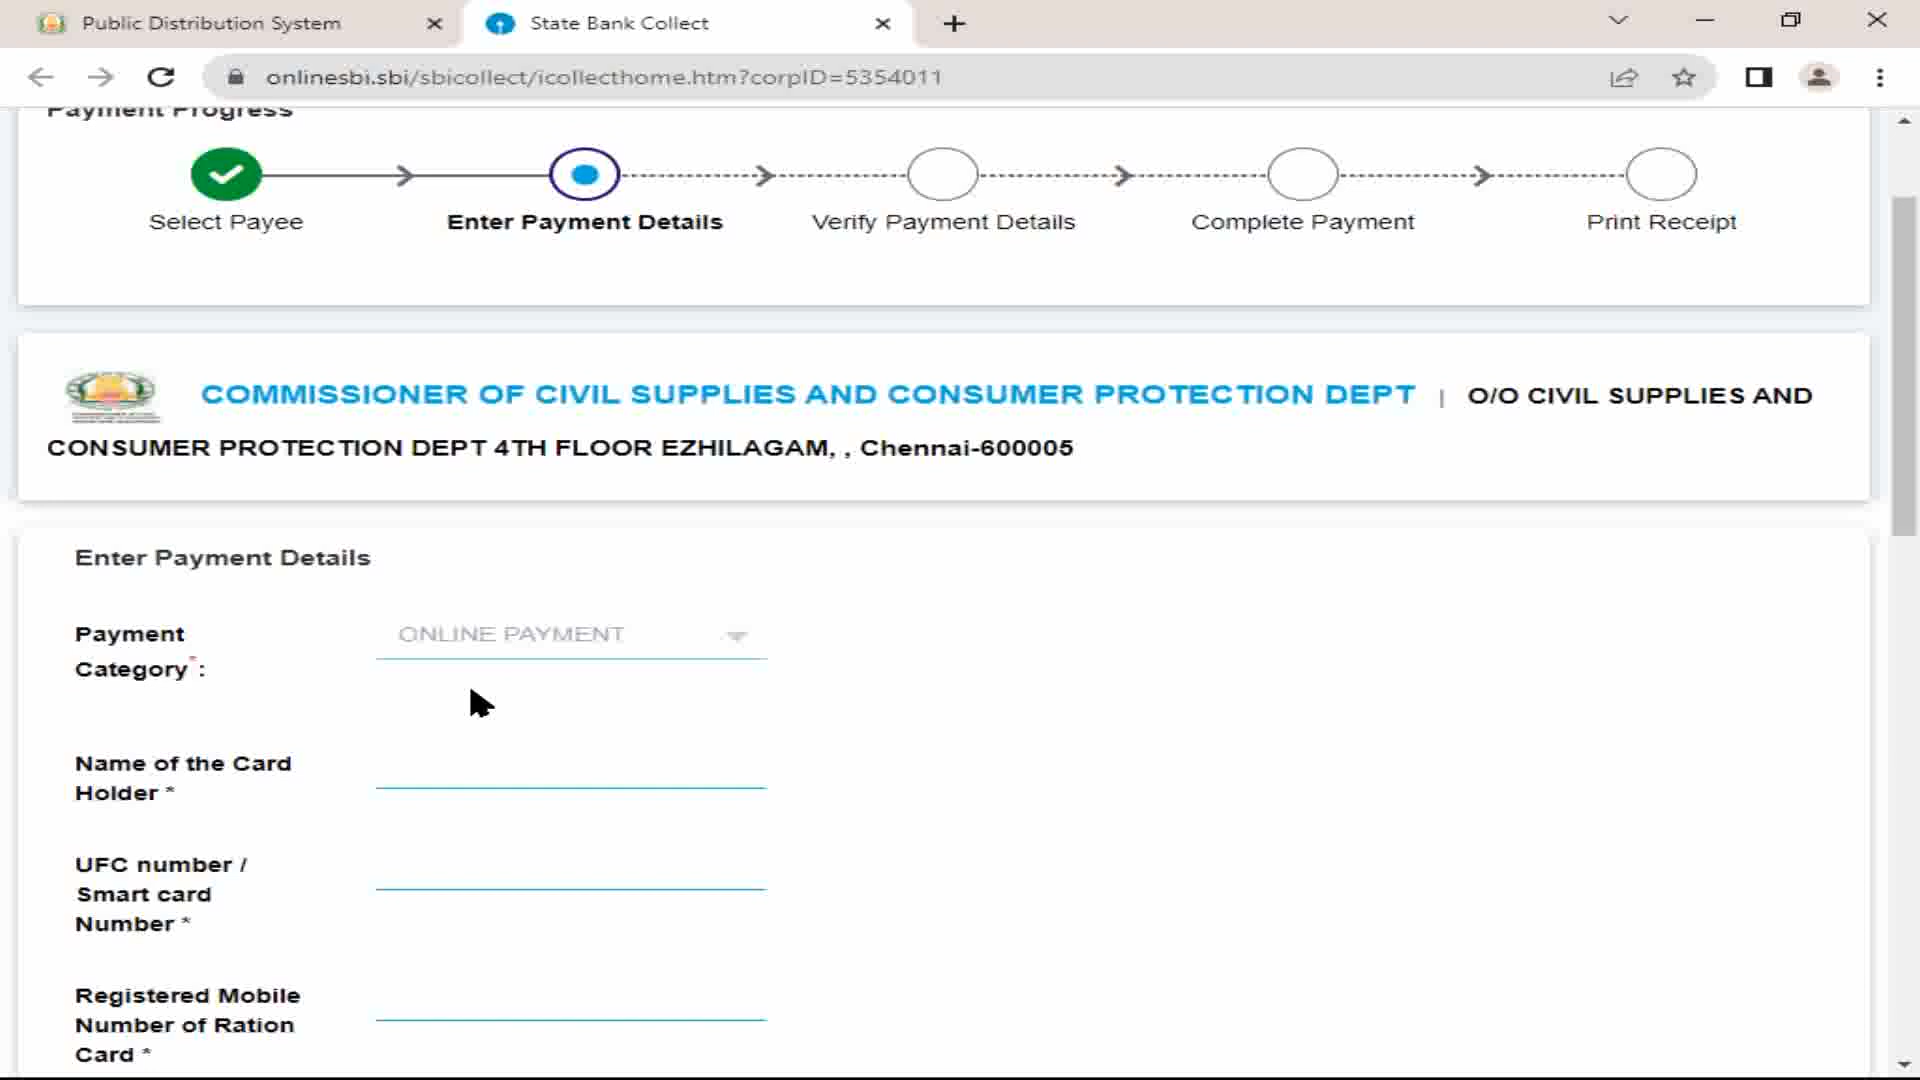 Public Distribution System
State Bank Collect
onlinesbi.sbi/sbicollect/icollecthome.htm?corpID=5354011
Payment Progress
Select Payee
Enter Payment Details
Verify Payment Details
Complete Payment
Print Receipt
COMMISSIONER OF CIVIL SUPPLIES AND CONSUMER PROTECTION DEPT | O/O CIVIL SUPPLIES AND
CONSUMER PROTECTION DEPT 4TH FLOOR EZHILAGAM, , Chennai-600005
Enter Payment Details
Payment
Category*:
ONLINE PAYMENT
Name of the Card
Holder *
UFC number /
Smart card
Number *
Registered Mobile
Number of Ration
Card *